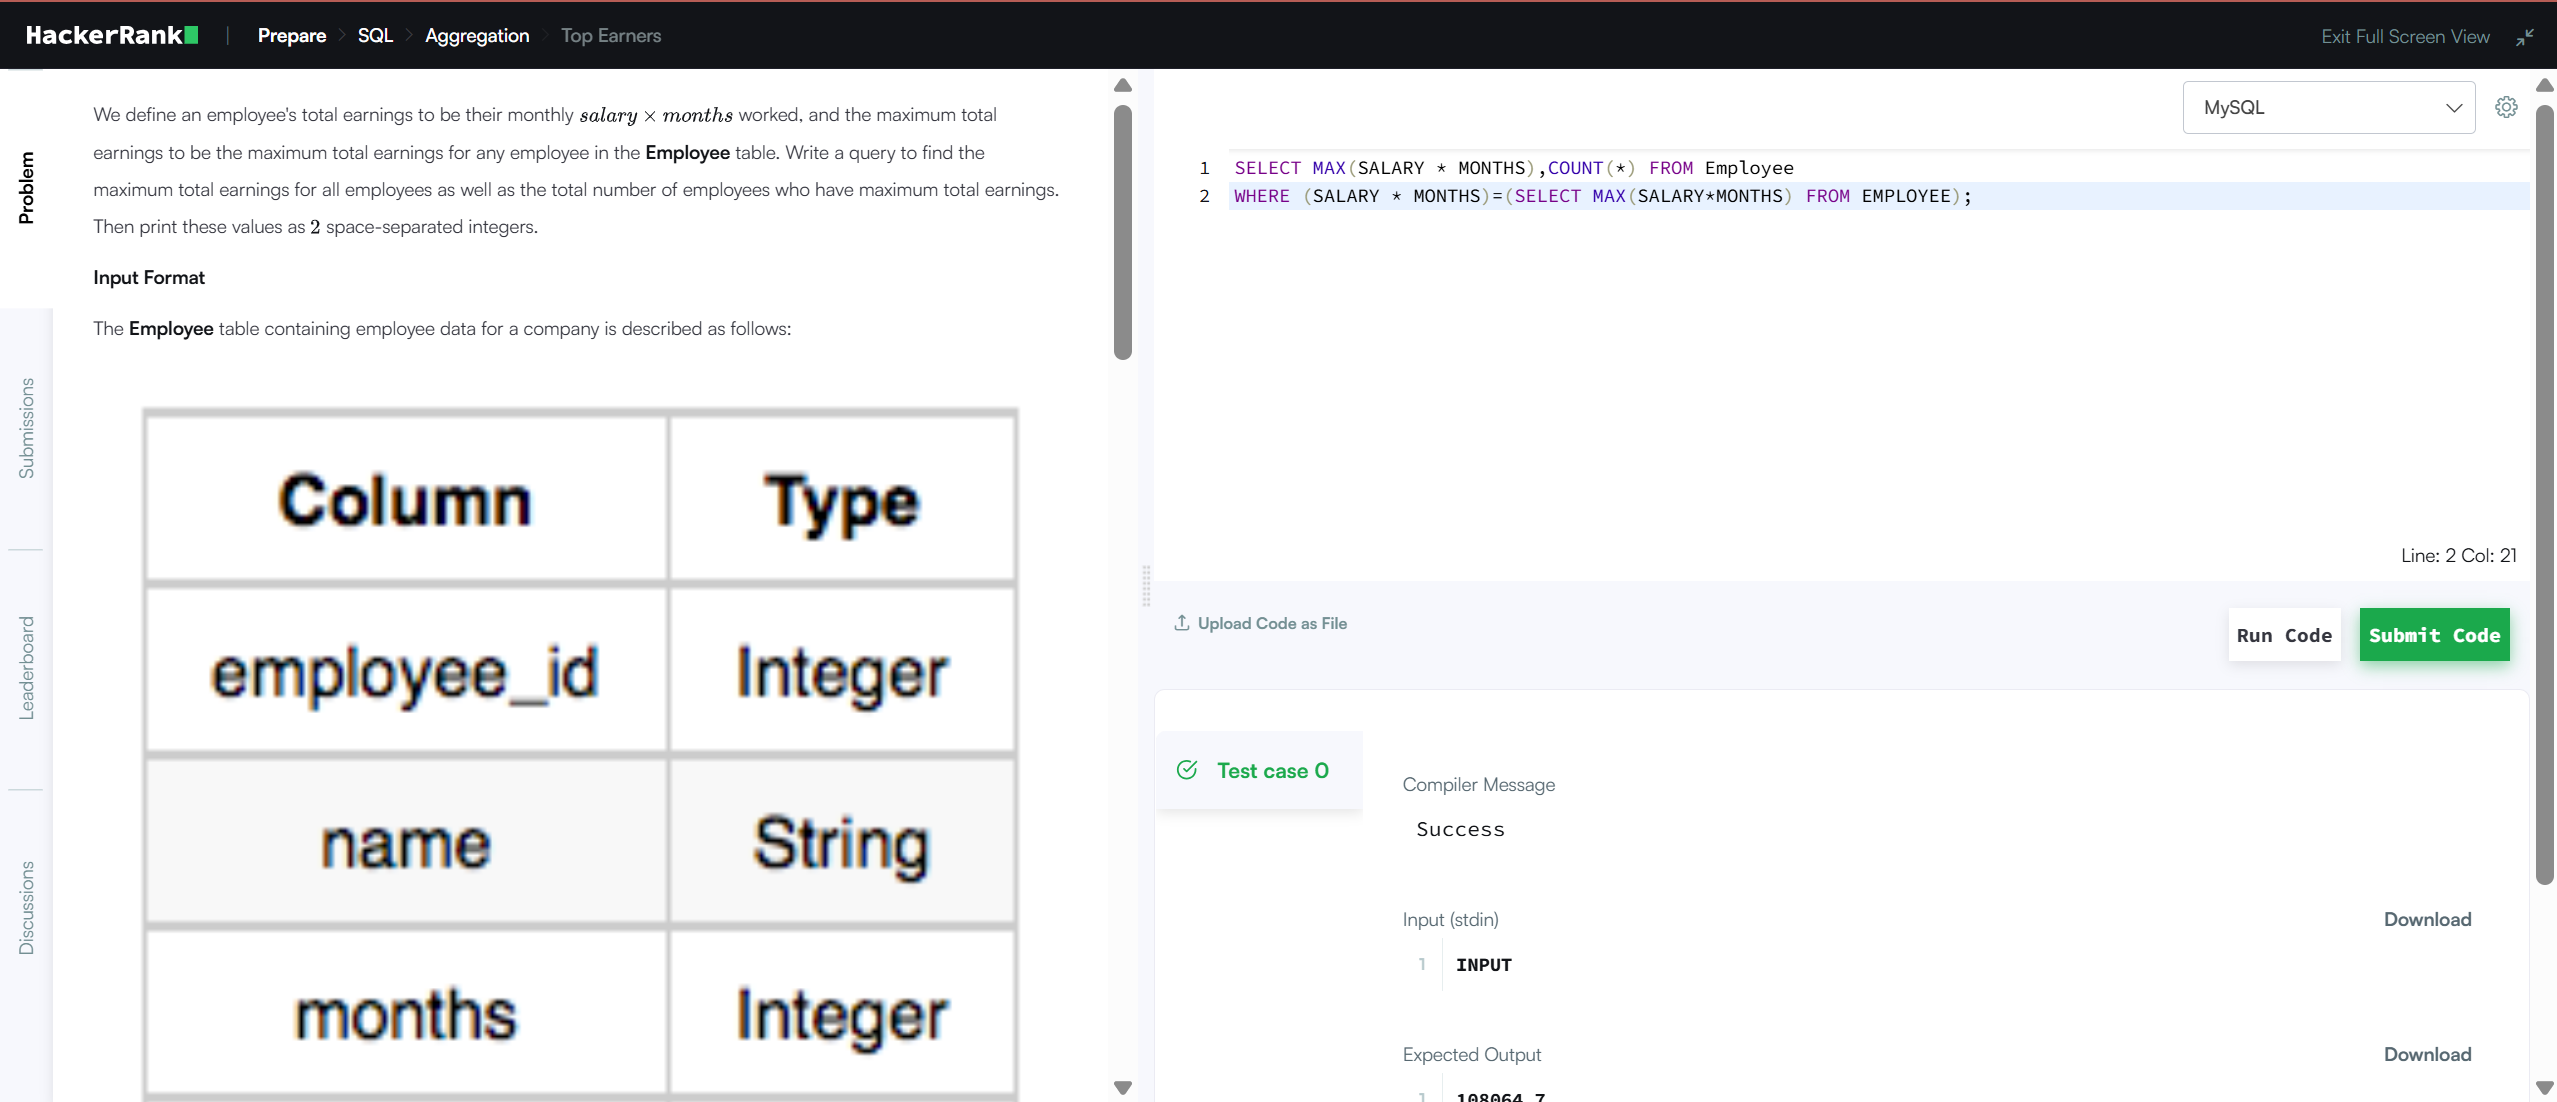 HackerRank
Prepare
SQL
Aggregation
Top Earners
Exit Full Screen View
Problem
Submissions
Leaderboard
Discussions
We define an employee's total earnings to be their monthly salary × months worked, and the maximum total
earnings to be the maximum total earnings for any employee in the Employee table. Write a query to find the
maximum total earnings for all employees as well as the total number of employees who have maximum total earnings.
Then print these values as 2 space-separated integers.
Input Format
The Employee table containing employee data for a company is described as follows:
Column Type
employee_id Integer
name String
months Integer
MySQL
1 SELECT MAX(SALARY * MONTHS),COUNT(*) FROM Employee
2 WHERE (SALARY * MONTHS)=(SELECT MAX(SALARY*MONTHS) FROM EMPLOYEE);
Line: 2 Col: 21
Upload Code as File
Run Code
Submit Code
Test case 0
Compiler Message
Success
Input (stdin)
Download
1 INPUT
Expected Output
Download
1 108064 7